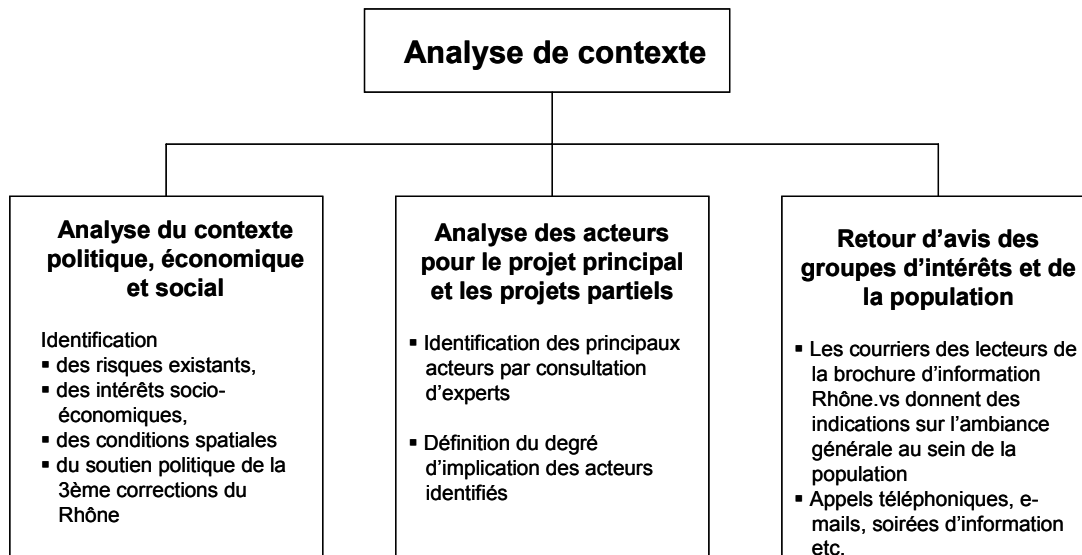 Analyse de contexte
Analyse du contexte
politique, économique
et social
Identification
▪ des risques existants,
▪ des intérêts socio-
économiques,
▪ des conditions spatiales
▪ du soutien politique de la
3ème corrections du
Rhône
Analyse des acteurs
pour le projet principal
et les projets partiels
▪ Identification des principaux
acteurs par consultation
d’experts
▪ Définition du degré
d’implication des acteurs
identifiés
Retour d’avis des
groupes d’intérêts et de
la population
▪ Les courriers des lecteurs de
la brochure d’information
Rhône.vs donnent des
indications sur l’ambiance
générale au sein de la
population
▪ Appels téléphoniques, e-
mails, soirées d’information
etc.